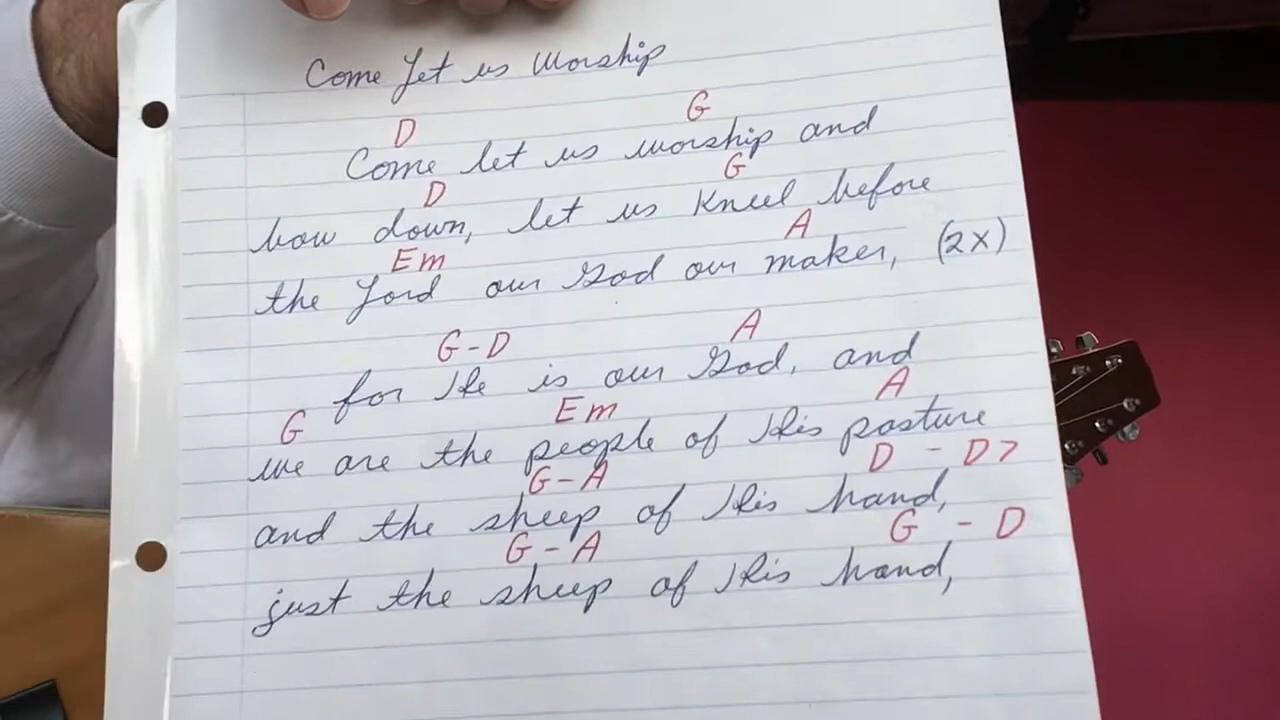 Come Let us Worship
D G
Come let us worship and
D G
bow down, let us Kneel before
Em A
the Lord our God our maker, (2x)
G-D A
for He is our God, and
G Em A
we are the people of His pasture
G-A D - D7
and the sheep of His hand,
G-A G - D
just the sheep of His hand,